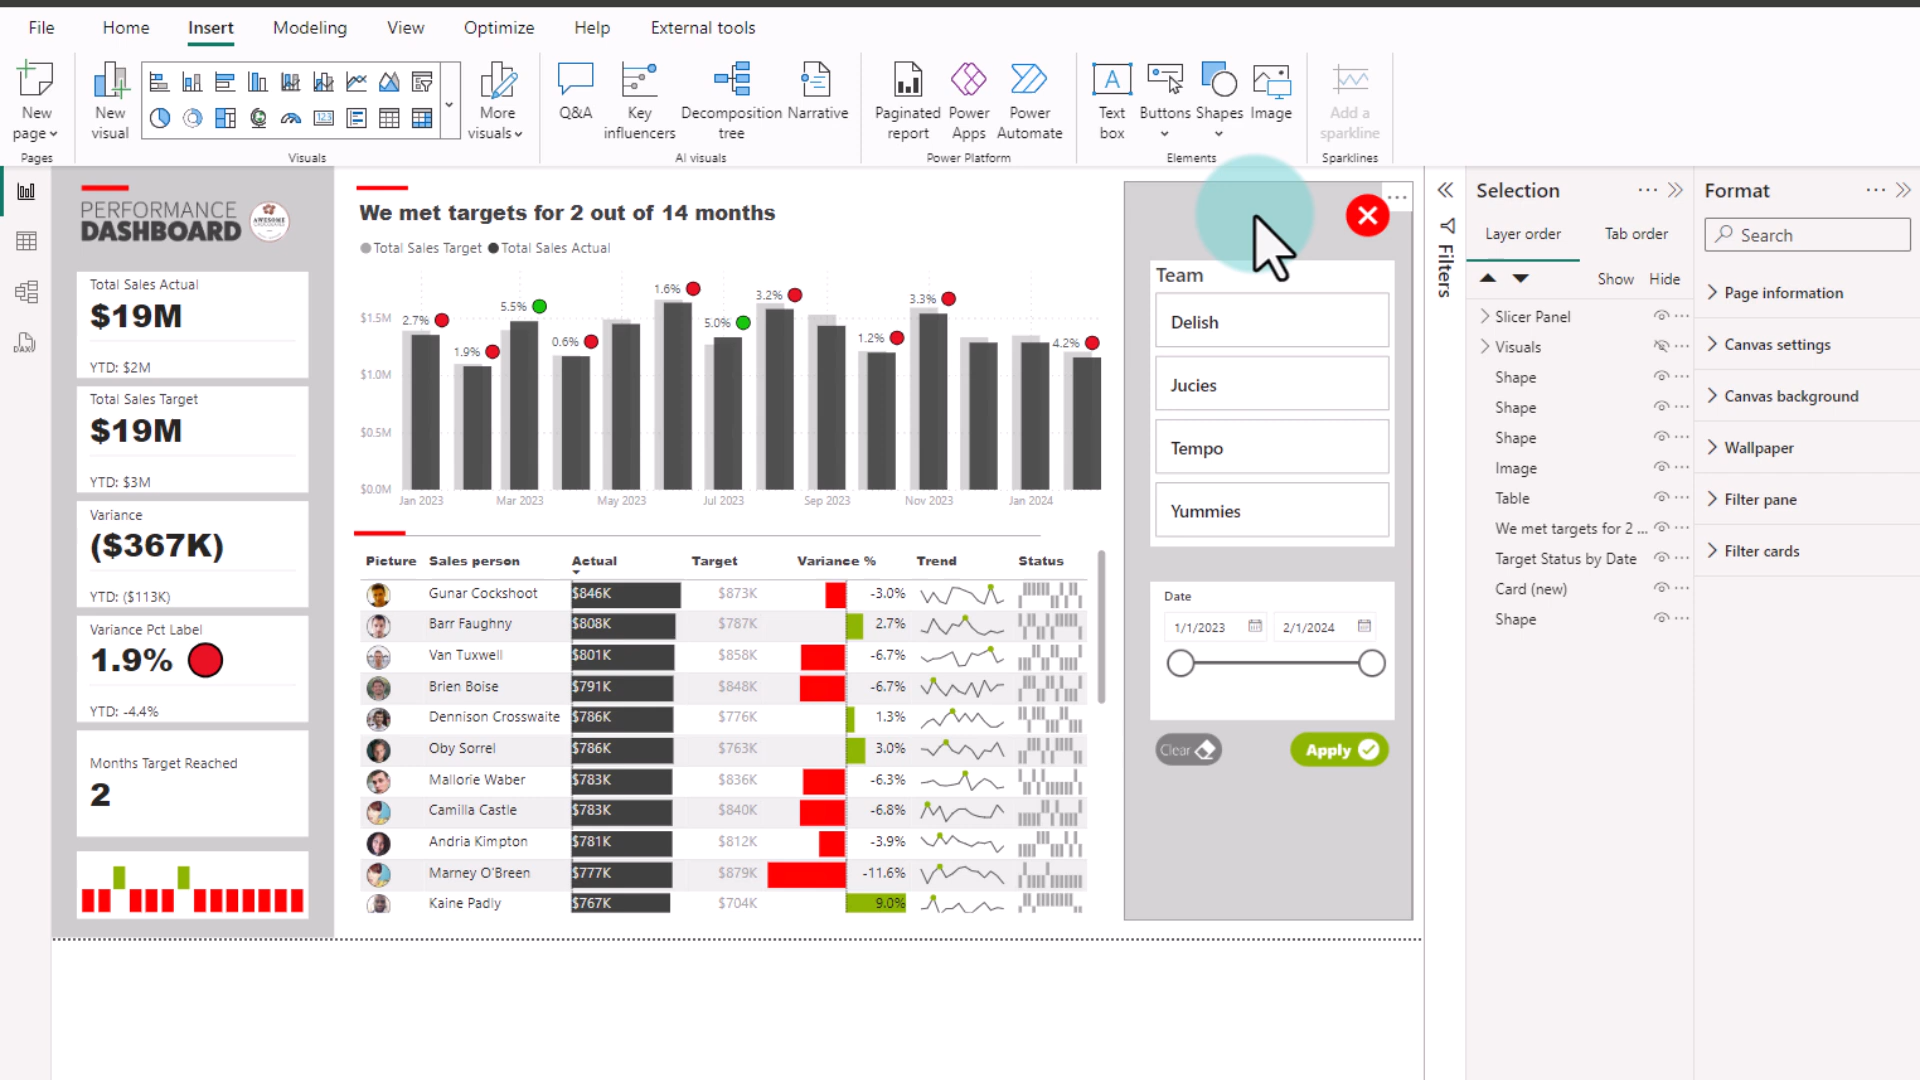 File Home Insert Modeling View Optimize Help External tools
New page
New visual
More visuals
Q&A
Key influencers
Decomposition tree
Narrative
Paginated report
Power Apps
Power Automate
Text box
Buttons
Shapes
Image
Add a sparkline
Pages Visuals AI visuals Power Platform Elements Sparklines
123
DAX
PERFORMANCE
DASHBOARD
AWESOME
Total Sales Actual
$19M
YTD: $2M
Total Sales Target
$19M
YTD: $3M
Variance
($367K)
YTD: ($113K)
Variance Pct Label
1.9%
YTD: -4.4%
Months Target Reached
2
We met targets for 2 out of 14 months
Total Sales Target Total Sales Actual
$1.5M
$1.0M
$0.5M
$0.0M
2.7% 1.9% 5.5% 0.6% 1.6% 5.0% 3.2% 1.2% 3.3% 4.2%
Jan 2023 Mar 2023 May 2023 Jul 2023 Sep 2023 Nov 2023 Jan 2024
Picture Sales person Actual Target Variance % Trend Status
Gunar Cockshoot $846K $873K -3.0%
Barr Faughny $808K $787K 2.7%
Van Tuxwell $801K $858K -6.7%
Brien Boise $791K $848K -6.7%
Dennison Crosswaite $786K $776K 1.3%
Oby Sorrel $786K $763K 3.0%
Mallorie Waber $783K $836K -6.3%
Camilla Castle $783K $840K -6.8%
Andria Kimpton $781K $812K -3.9%
Marney O'Breen $777K $879K -11.6%
Kaine Padly $767K $704K 9.0%
Team
Delish
Jucies
Tempo
Yummies
Date
1/1/2023 2/1/2024
Clear Apply
Filters
Selection
Layer order Tab order
Show Hide
Slicer Panel
Visuals
Shape
Shape
Shape
Image
Table
We met targets for 2 ...
Target Status by Date
Card (new)
Shape
Format
Search
Page information
Canvas settings
Canvas background
Wallpaper
Filter pane
Filter cards